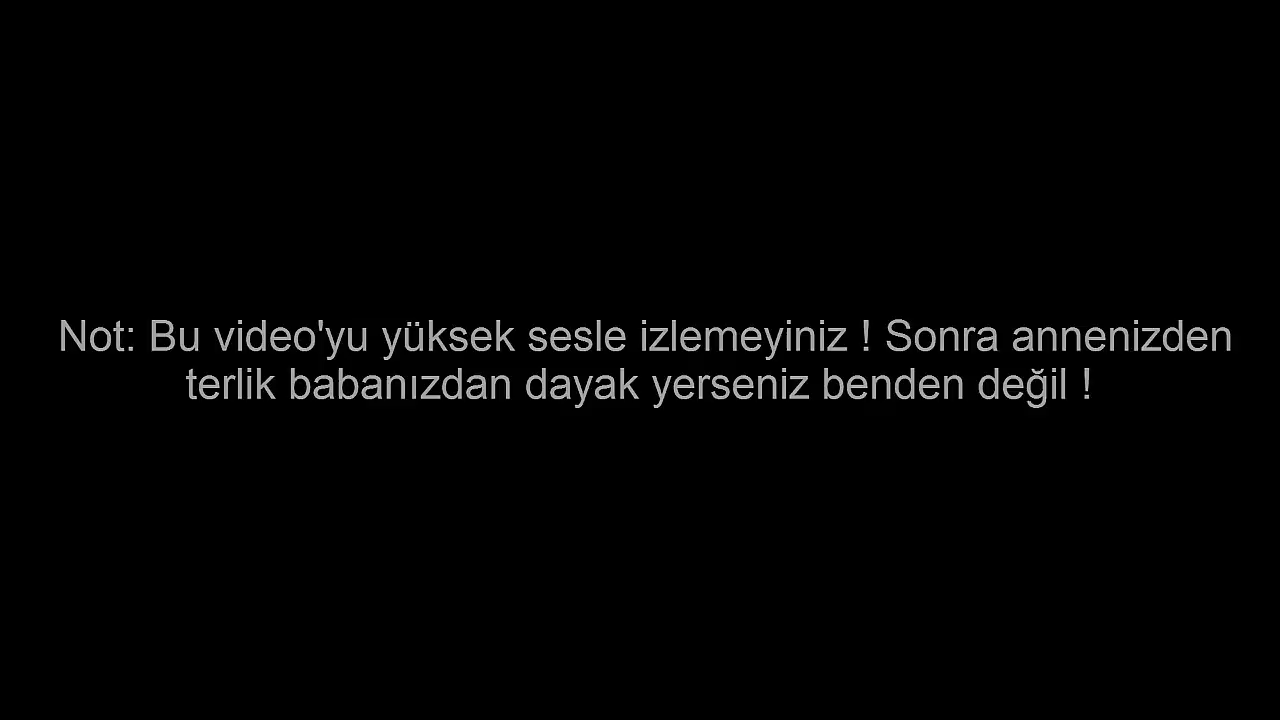 Not: Bu video'yu yüksek sesle izlemeyiniz ! Sonra annenizden
terlik babanızdan dayak yerseniz benden değil !